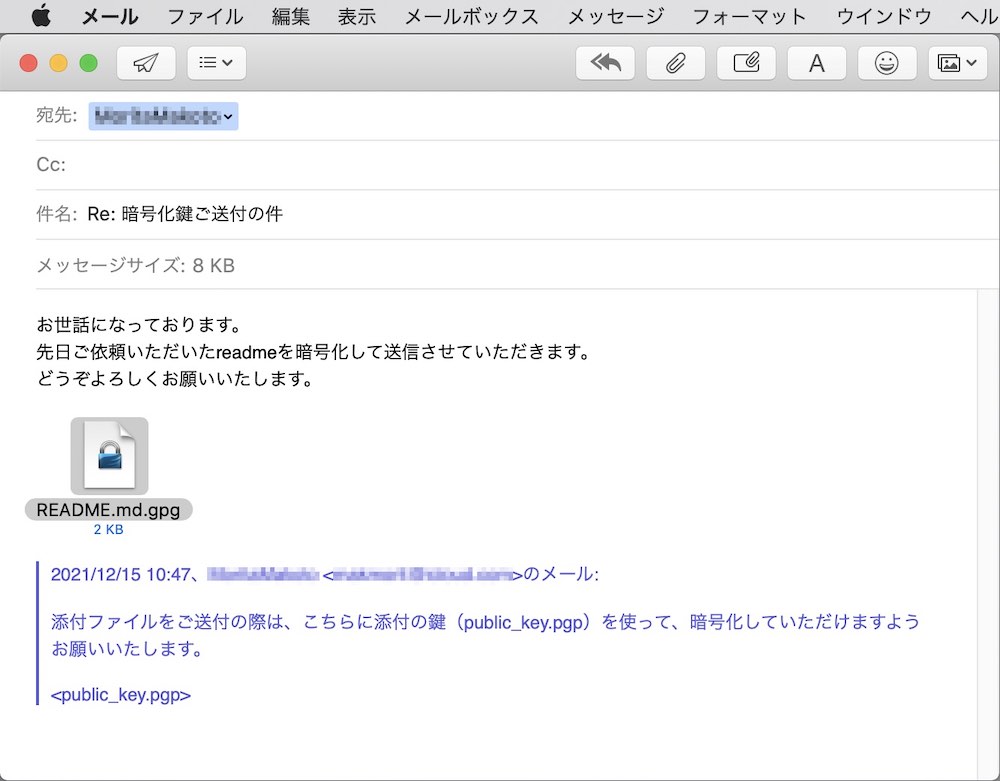 メール ファイル 編集 表示 メールボックス メッセージ フォーマット ウインドウ ヘル
宛先:
Cc:
件名: Re: 暗号化鍵ご送付の件
メッセージサイズ: 8 KB
お世話になっております。
先日ご依頼いただいたreadmeを暗号化して送信させていただきます。
どうぞよろしくお願いいたします。
README.md.gpg
2 KB
2021/12/15 10:47、 < >のメール:
添付ファイルをご送付の際は、こちらに添付の鍵（public_key.pgp）を使って、暗号化していただけますよう
お願いいたします。
<public_key.pgp>